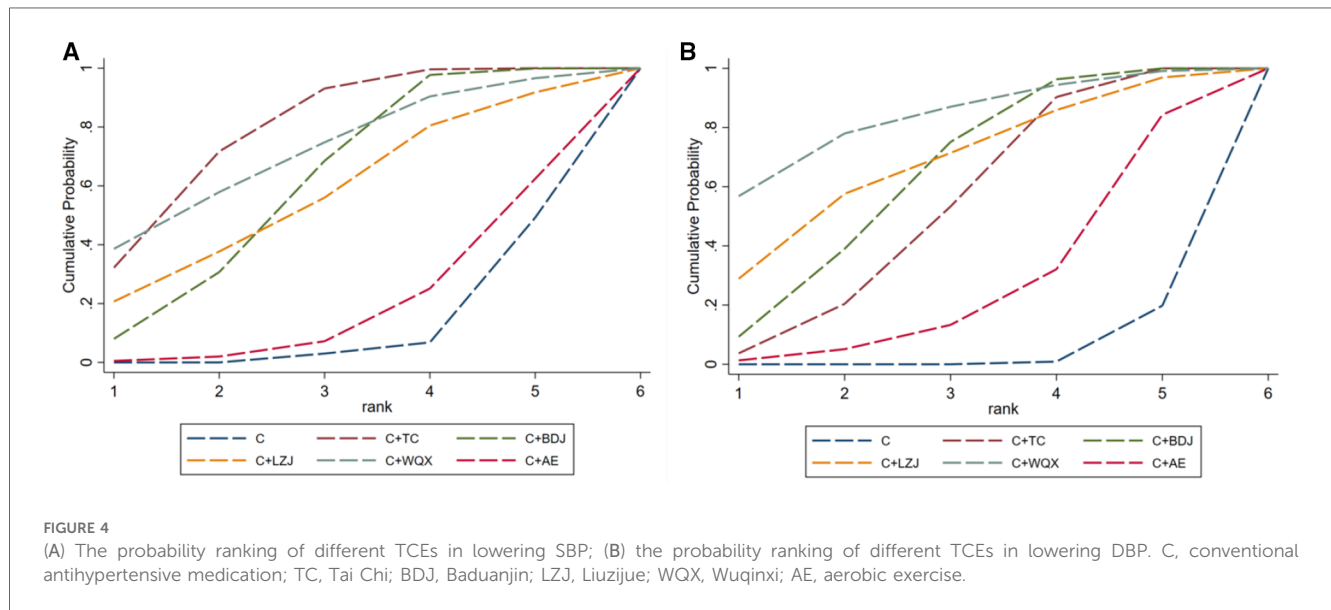 A
B
Cumulative Probability
1
.8
.6
.4
.2
0
1 2 3 4 5 6
rank
C C+TC C+BDJ
C+LZJ C+WQX C+AE
Cumulative Probability
1
.8
.6
.4
.2
0
1 2 3 4 5 6
rank
C C+TC C+BDJ
C+LZJ C+WQX C+AE
FIGURE 4
(A) The probability ranking of different TCEs in lowering SBP; (B) the probability ranking of different TCEs in lowering DBP. C, conventional
antihypertensive medication; TC, Tai Chi; BDJ, Baduanjin; LZJ, Liuzijue; WQX, Wuqinxi; AE, aerobic exercise.